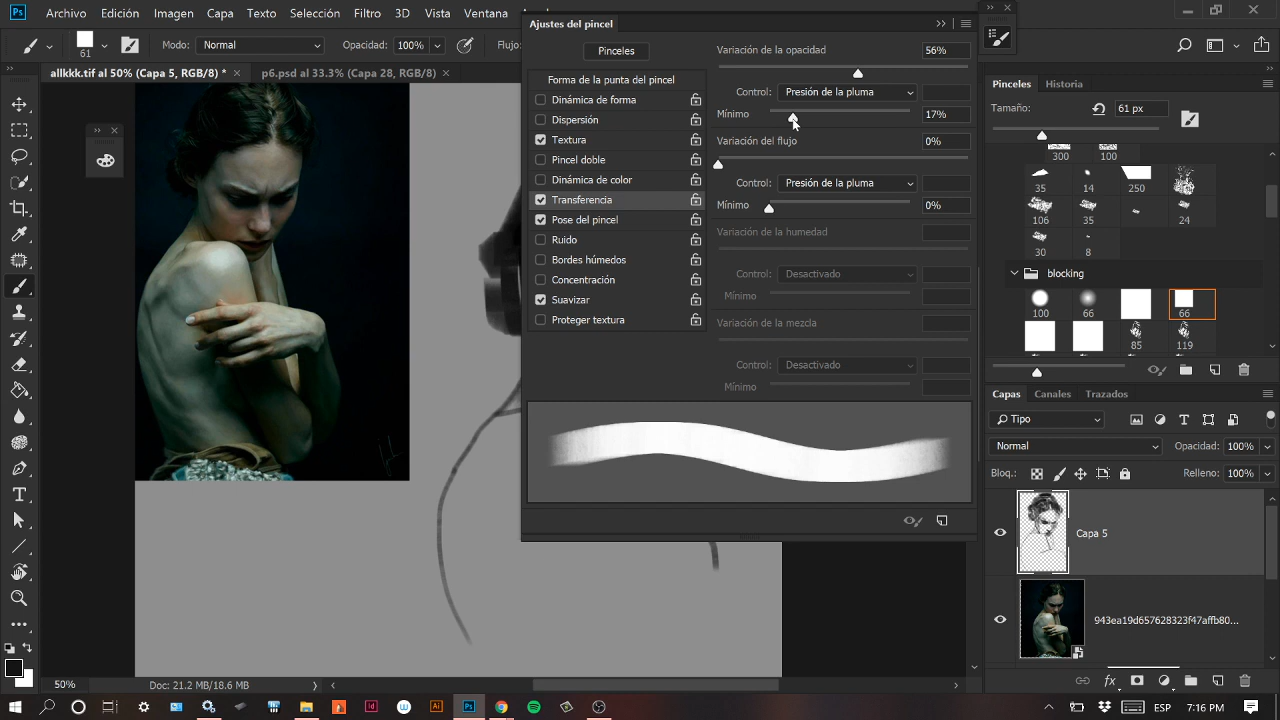 Archivo Edición Imagen Capa Texto Selección Filtro 3D Vista Ventana
Modo: Normal Opacidad: 100% Flujo:
61
allkkk.tif al 50% (Capa 5, RGB/8) * × p6.psd al 33.3% (Capa 28, RGB/8) ×
Ajustes del pincel
Pinceles
Forma de la punta del pincel
Dinámica de forma
Dispersión
Textura
Pincel doble
Dinámica de color
Transferencia
Pose del pincel
Ruido
Bordes húmedos
Concentración
Suavizar
Proteger textura
Variación de la opacidad 56%
Control: Presión de la pluma
Mínimo 17%
Variación del flujo 0%
Control: Presión de la pluma
Mínimo 0%
Variación de la humedad
Control: Desactivado
Mínimo
Variación de la mezcla
Control: Desactivado
Mínimo
Pinceles Historia
Tamaño: 61 px
300 100
35 14 250
106 35 24
30 8
blocking
100 66 66
85 119
Capas Canales Trazados
Tipo
Normal Opacidad: 100%
Bloq.: Relleno: 100%
Capa 5
943ea19d657628323f47affb80...
50% Doc: 21.2 MB/18.6 MB
ESP 7:16 PM